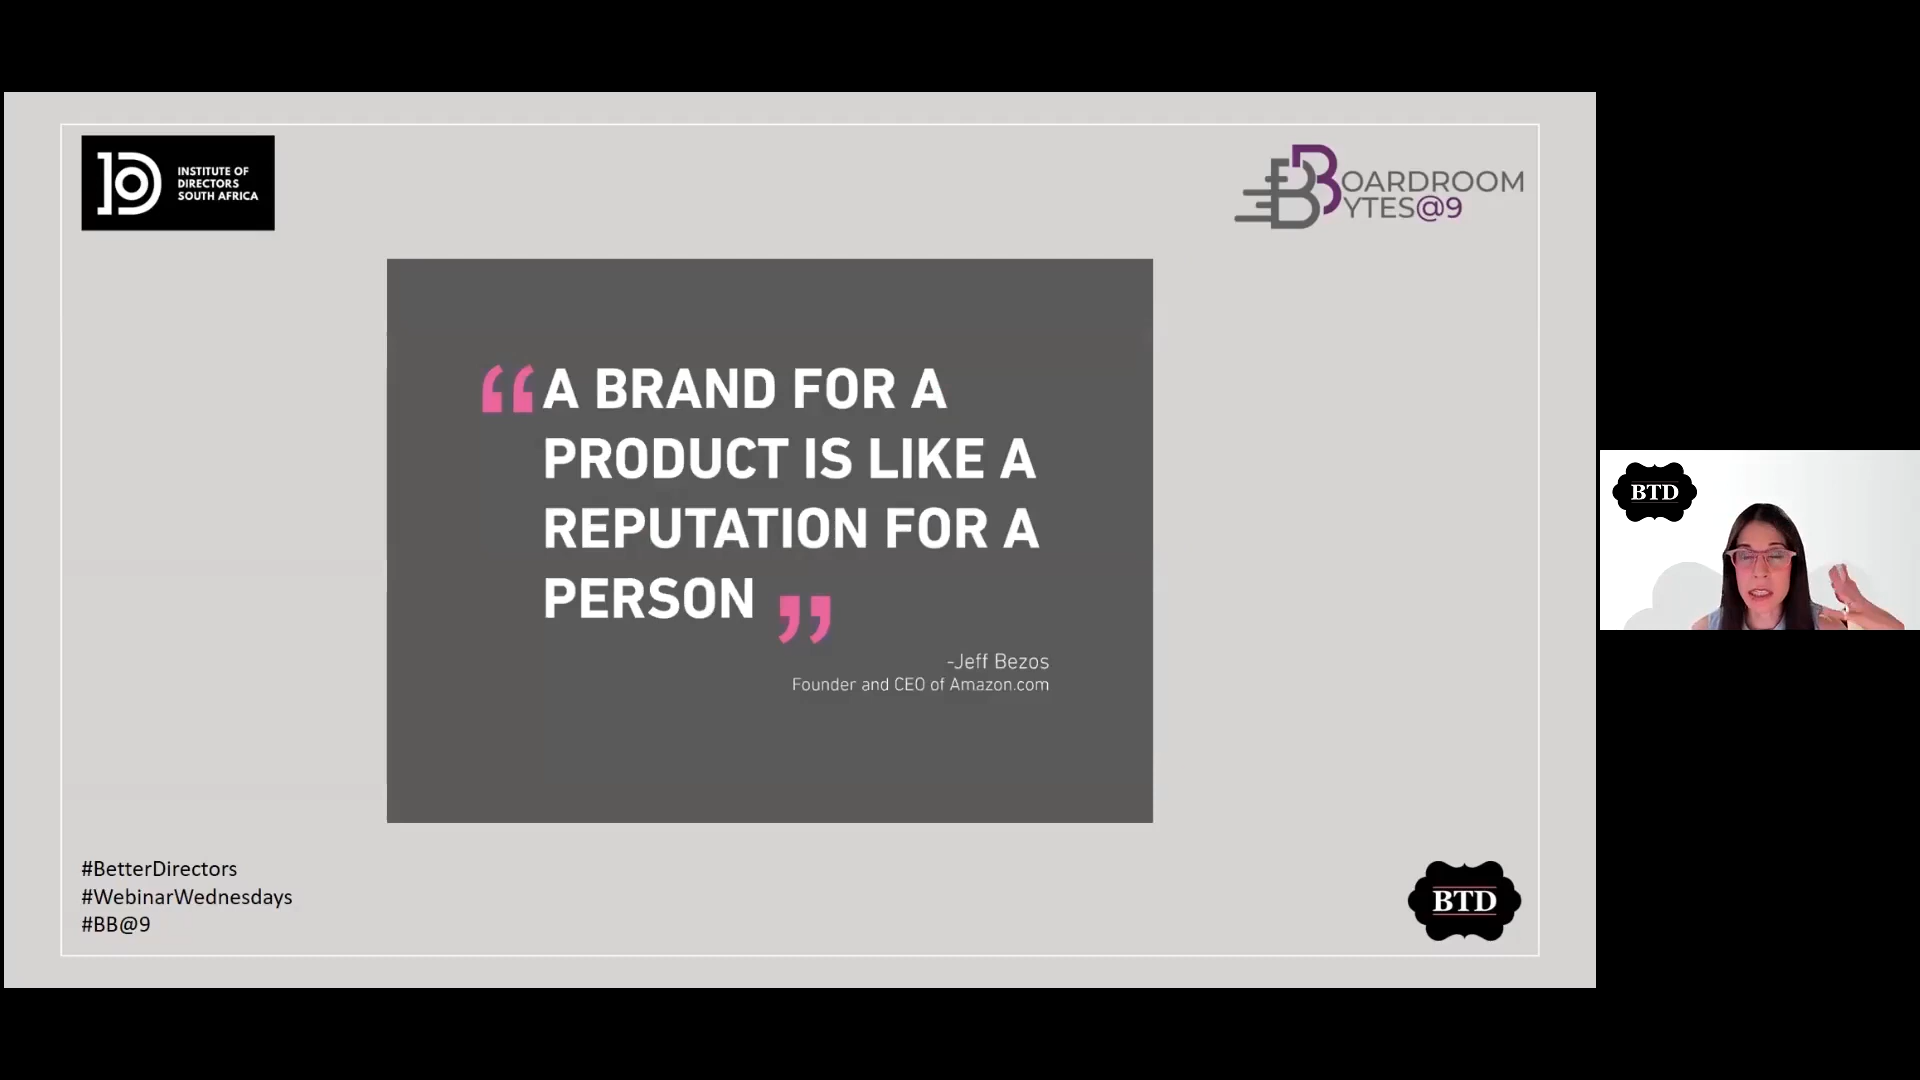 INSTITUTE OF
DIRECTORS
SOUTH AFRICA
BOARDROOM
BYTES@9
“A BRAND FOR A
PRODUCT IS LIKE A
REPUTATION FOR A
PERSON”
-Jeff Bezos
Founder and CEO of Amazon.com
BTD
#BetterDirectors
#WebinarWednesdays
#BB@9
BTD